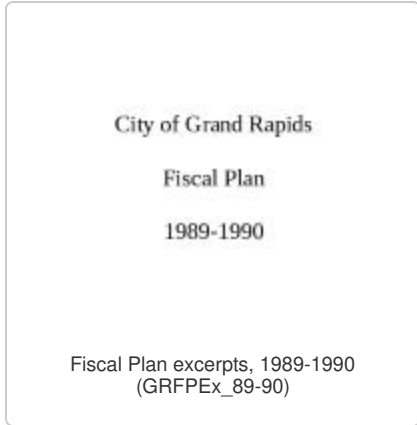 City of Grand Rapids
Fiscal Plan
1989-1990
Fiscal Plan excerpts, 1989-1990
(GRFPEx_89-90)